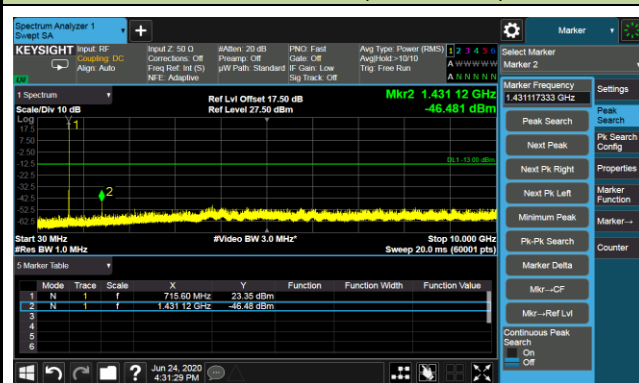 Spectrum Analyzer 1
Swept SA
Marker
KEYSIGHT
Input: RF
Coupling: DC
Align: Auto
Input Z: 50 Ω
Corrections: Off
Freq Ref: Int (S)
NFE: Adaptive
#Atten: 20 dB
Preamp: Off
µW Path: Standard
PNO: Fast
Gate: Off
IF Gain: Low
Sig Track: Off
Avg Type: Power (RMS)
Avg|Hold:>10/10
Trig: Free Run
1 2 3 4 5 6
A W W W W W
A N N N N N
Select Marker
Marker 2
Marker Frequency
1.431117333 GHz
Settings
Peak Search
Next Peak
Next Pk Right
Next Pk Left
Minimum Peak
Pk-Pk Search
Marker Delta
Mkr→CF
Mkr→Ref Lvl
Continuous Peak Search
On
Off
Peak Search
Pk Search Config
Properties
Marker Function
Marker→
Counter
1 Spectrum
Scale/Div 10 dB
Log
Ref Lvl Offset 17.50 dB
Ref Level 27.50 dBm
Mkr2 1.431 12 GHz
-46.481 dBm
17.5
7.50
-2.50
-12.5
-22.5
-32.5
-42.5
-52.5
-62.5
DL1 -13.00 dBm
1
2
Start 30 MHz
#Res BW 1.0 MHz
#Video BW 3.0 MHz*
Stop 10.000 GHz
Sweep 20.0 ms (60001 pts)
5 Marker Table
Mode Trace Scale X Y Function Function Width Function Value
1 N 1 f 715.60 MHz 23.35 dBm
2 N 1 f 1.431 12 GHz -46.48 dBm
3
4
5
6
?
Jun 24, 2020
4:31:29 PM